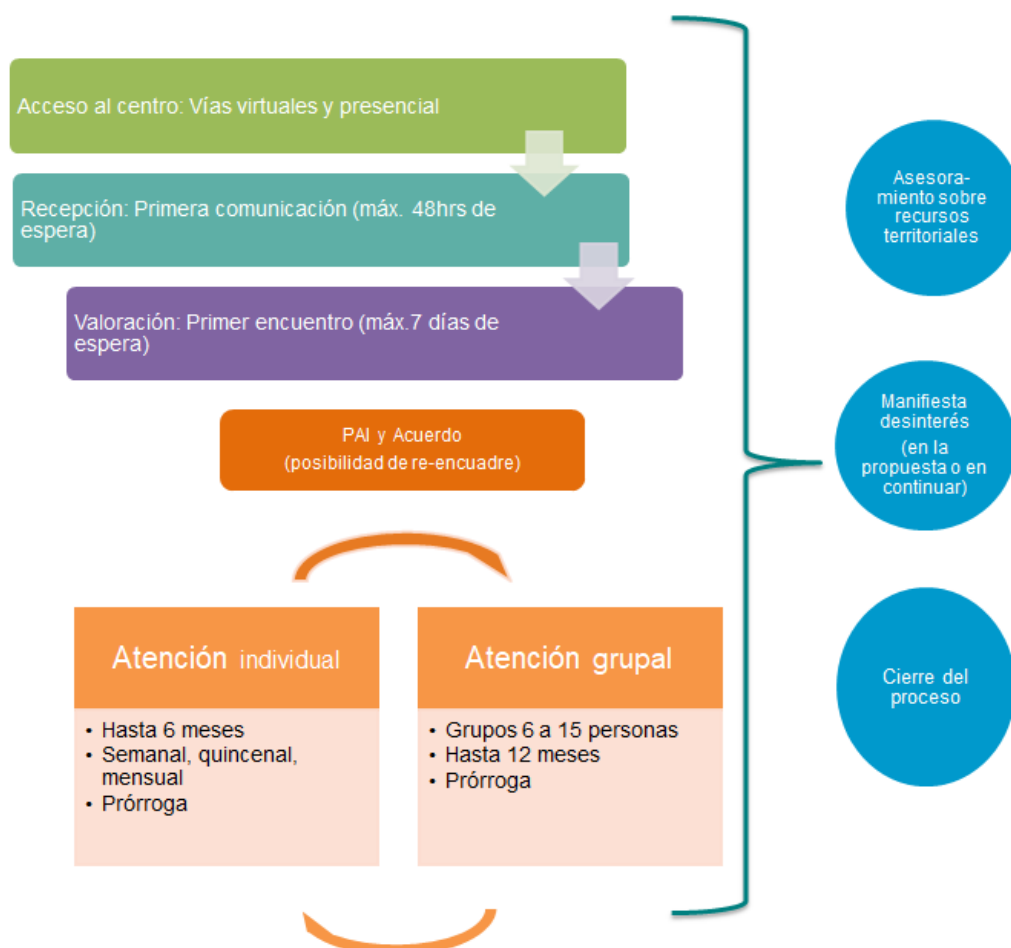 Acceso al centro: Vías virtuales y presencial
Recepción: Primera comunicación (máx. 48hrs de
espera)
Valoración: Primer encuentro (máx.7 días de
espera)
PAI y Acuerdo
(posibilidad de re-encuadre)
Atención individual
• Hasta 6 meses
• Semanal, quincenal,
mensual
• Prórroga
Atención grupal
• Grupos 6 a 15 personas
• Hasta 12 meses
• Prórroga
Asesora-
miento sobre
recursos
territoriales
Manifiesta
desinterés
(en la
propuesta o en
continuar)
Cierre del
proceso